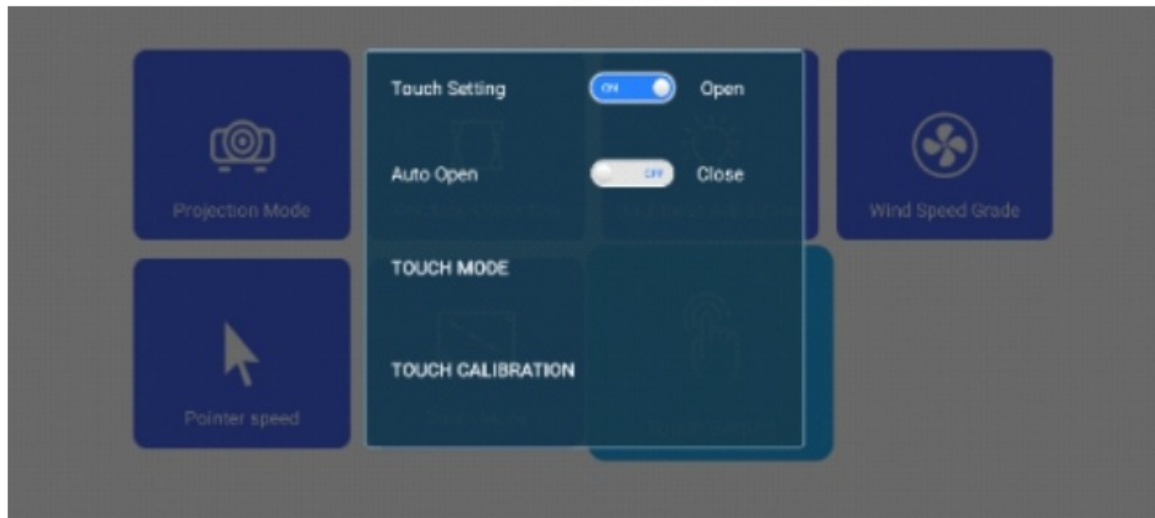 Touch Setting ON Open
Auto Open OFF Close
Projection Mode
Wind Speed Grade
TOUCH MODE
TOUCH CALIBRATION
Pointer speed